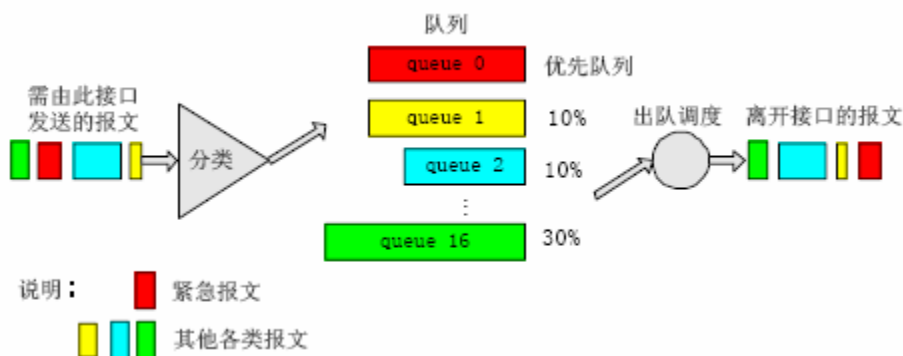 队列
queue 0
优先队列
需由此接口
发送的报文
queue 1
10%
出队调度
离开接口的报文
分类
queue 2
10%
queue 16
30%
说明：
紧急报文
其他各类报文